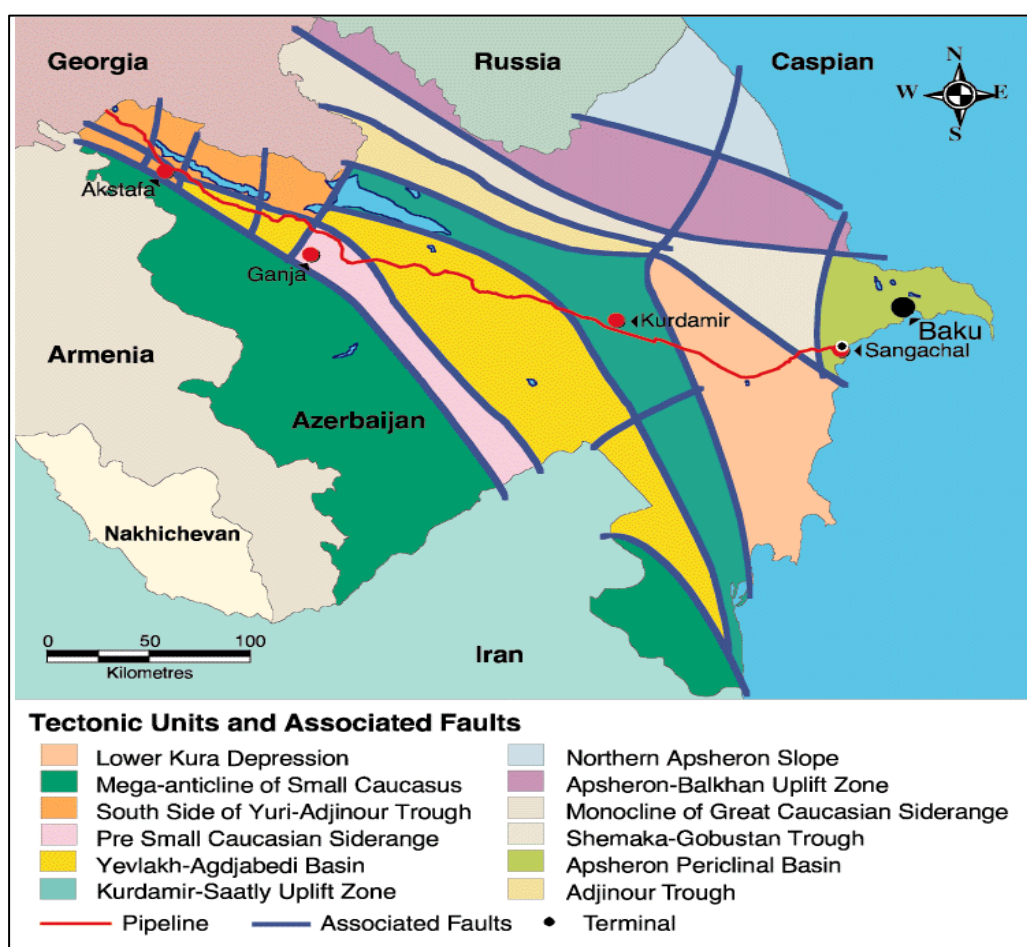 Georgia
Russia
Caspian
N
W E
S
Akstafa
Ganja
Kurdamir
Baku
Sangachal
Armenia
Azerbaijan
Nakhichevan
Iran
0 50 100
Kilometres
Tectonic Units and Associated Faults
Lower Kura Depression
Mega-anticline of Small Caucasus
South Side of Yuri-Adjinour Trough
Pre Small Caucasian Siderange
Yevlakh-Agdjabedi Basin
Kurdamir-Saatly Uplift Zone
Northern Apsheron Slope
Apsheron-Balkhan Uplift Zone
Monocline of Great Caucasian Siderange
Shemaka-Gobustan Trough
Apsheron Periclinal Basin
Adjinour Trough
Pipeline Associated Faults Terminal